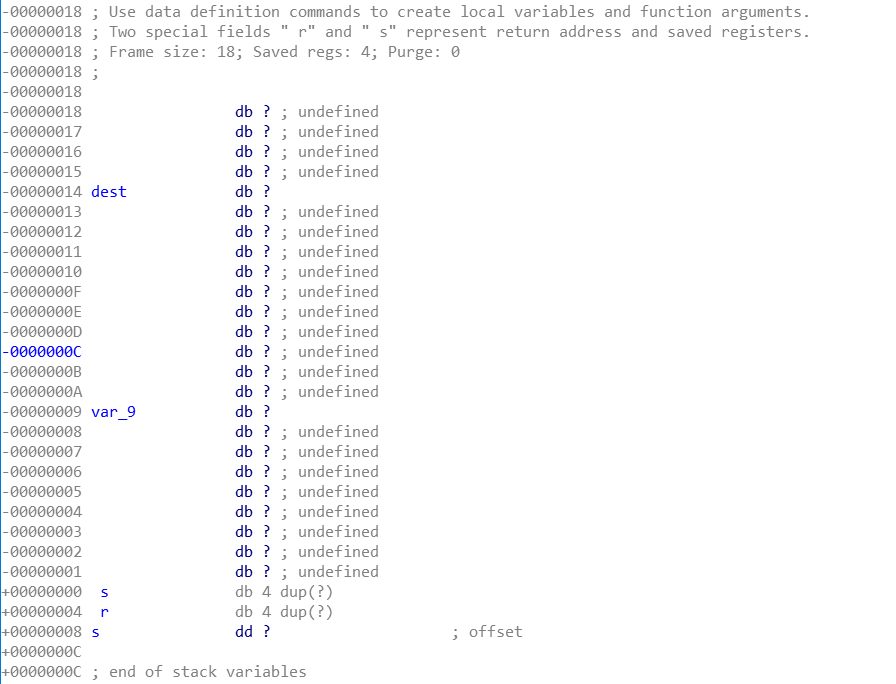 -00000018 ; Use data definition commands to create local variables and function arguments.
-00000018 ; Two special fields " r" and " s" represent return address and saved registers.
-00000018 ; Frame size: 18; Saved regs: 4; Purge: 0
-00000018 ;
-00000018
-00000018 db ? ; undefined
-00000017 db ? ; undefined
-00000016 db ? ; undefined
-00000015 db ? ; undefined
-00000014 dest db ?
-00000013 db ? ; undefined
-00000012 db ? ; undefined
-00000011 db ? ; undefined
-00000010 db ? ; undefined
-0000000F db ? ; undefined
-0000000E db ? ; undefined
-0000000D db ? ; undefined
-0000000C db ? ; undefined
-0000000B db ? ; undefined
-0000000A db ? ; undefined
-00000009 var_9 db ?
-00000008 db ? ; undefined
-00000007 db ? ; undefined
-00000006 db ? ; undefined
-00000005 db ? ; undefined
-00000004 db ? ; undefined
-00000003 db ? ; undefined
-00000002 db ? ; undefined
-00000001 db ? ; undefined
+00000000 s db 4 dup(?)
+00000004 r db 4 dup(?)
+00000008 s dd ? ; offset
+0000000C
+0000000C ; end of stack variables